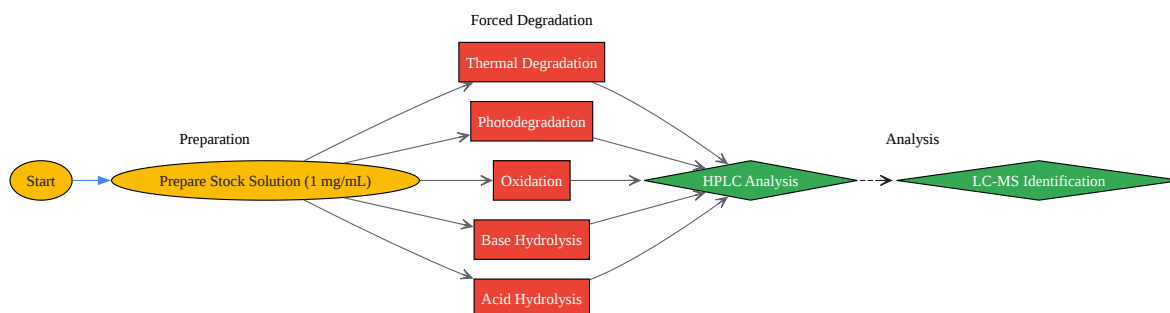 Forced Degradation
Thermal Degradation
Photodegradation
Preparation
Analysis
Start
Prepare Stock Solution (1 mg/mL)
Oxidation
HPLC Analysis
LC-MS Identification
Base Hydrolysis
Acid Hydrolysis